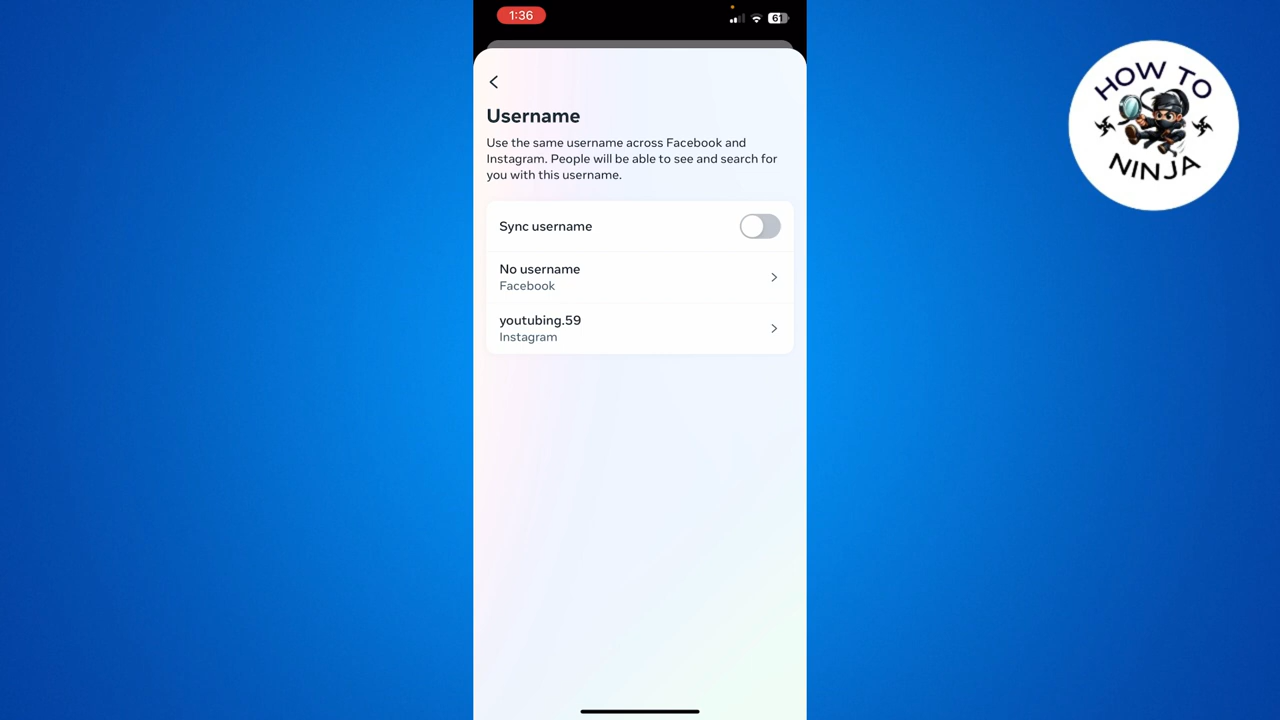 1:36
61
HOW TO
NINJA
Username
Use the same username across Facebook and
Instagram. People will be able to see and search for
you with this username.
Sync username
No username
Facebook
youtubing.59
Instagram